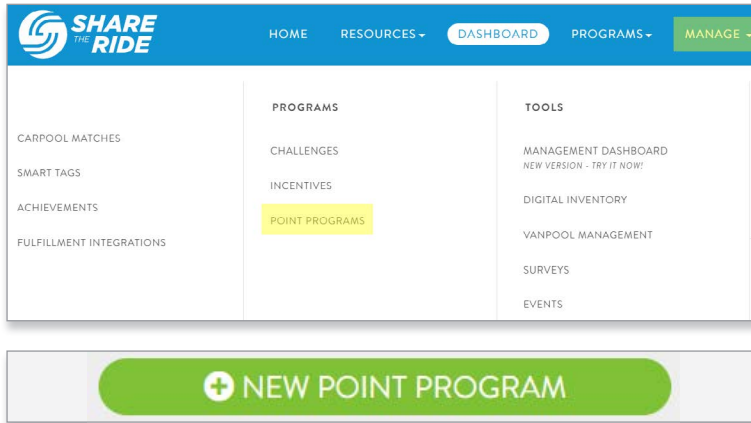 SHARE
THE RIDE
HOME RESOURCES DASHBOARD PROGRAMS MANAGE
CARPOOL MATCHES
SMART TAGS
ACHIEVEMENTS
FULFILLMENT INTEGRATIONS
PROGRAMS
CHALLENGES
INCENTIVES
POINT PROGRAMS
TOOLS
MANAGEMENT DASHBOARD
NEW VERSION - TRY IT NOW!
DIGITAL INVENTORY
VANPOOL MANAGEMENT
SURVEYS
EVENTS
NEW POINT PROGRAM